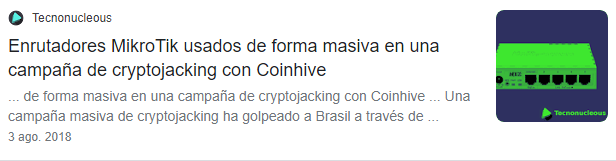 Tecnonucleous
Enrutadores MikroTik usados de forma masiva en una
campaña de cryptojacking con Coinhive
... de forma masiva en una campaña de cryptojacking con Coinhive ... Una
campaña masiva de cryptojacking ha golpeado a Brasil a través de ...
3 ago. 2018
Tecnonucleous